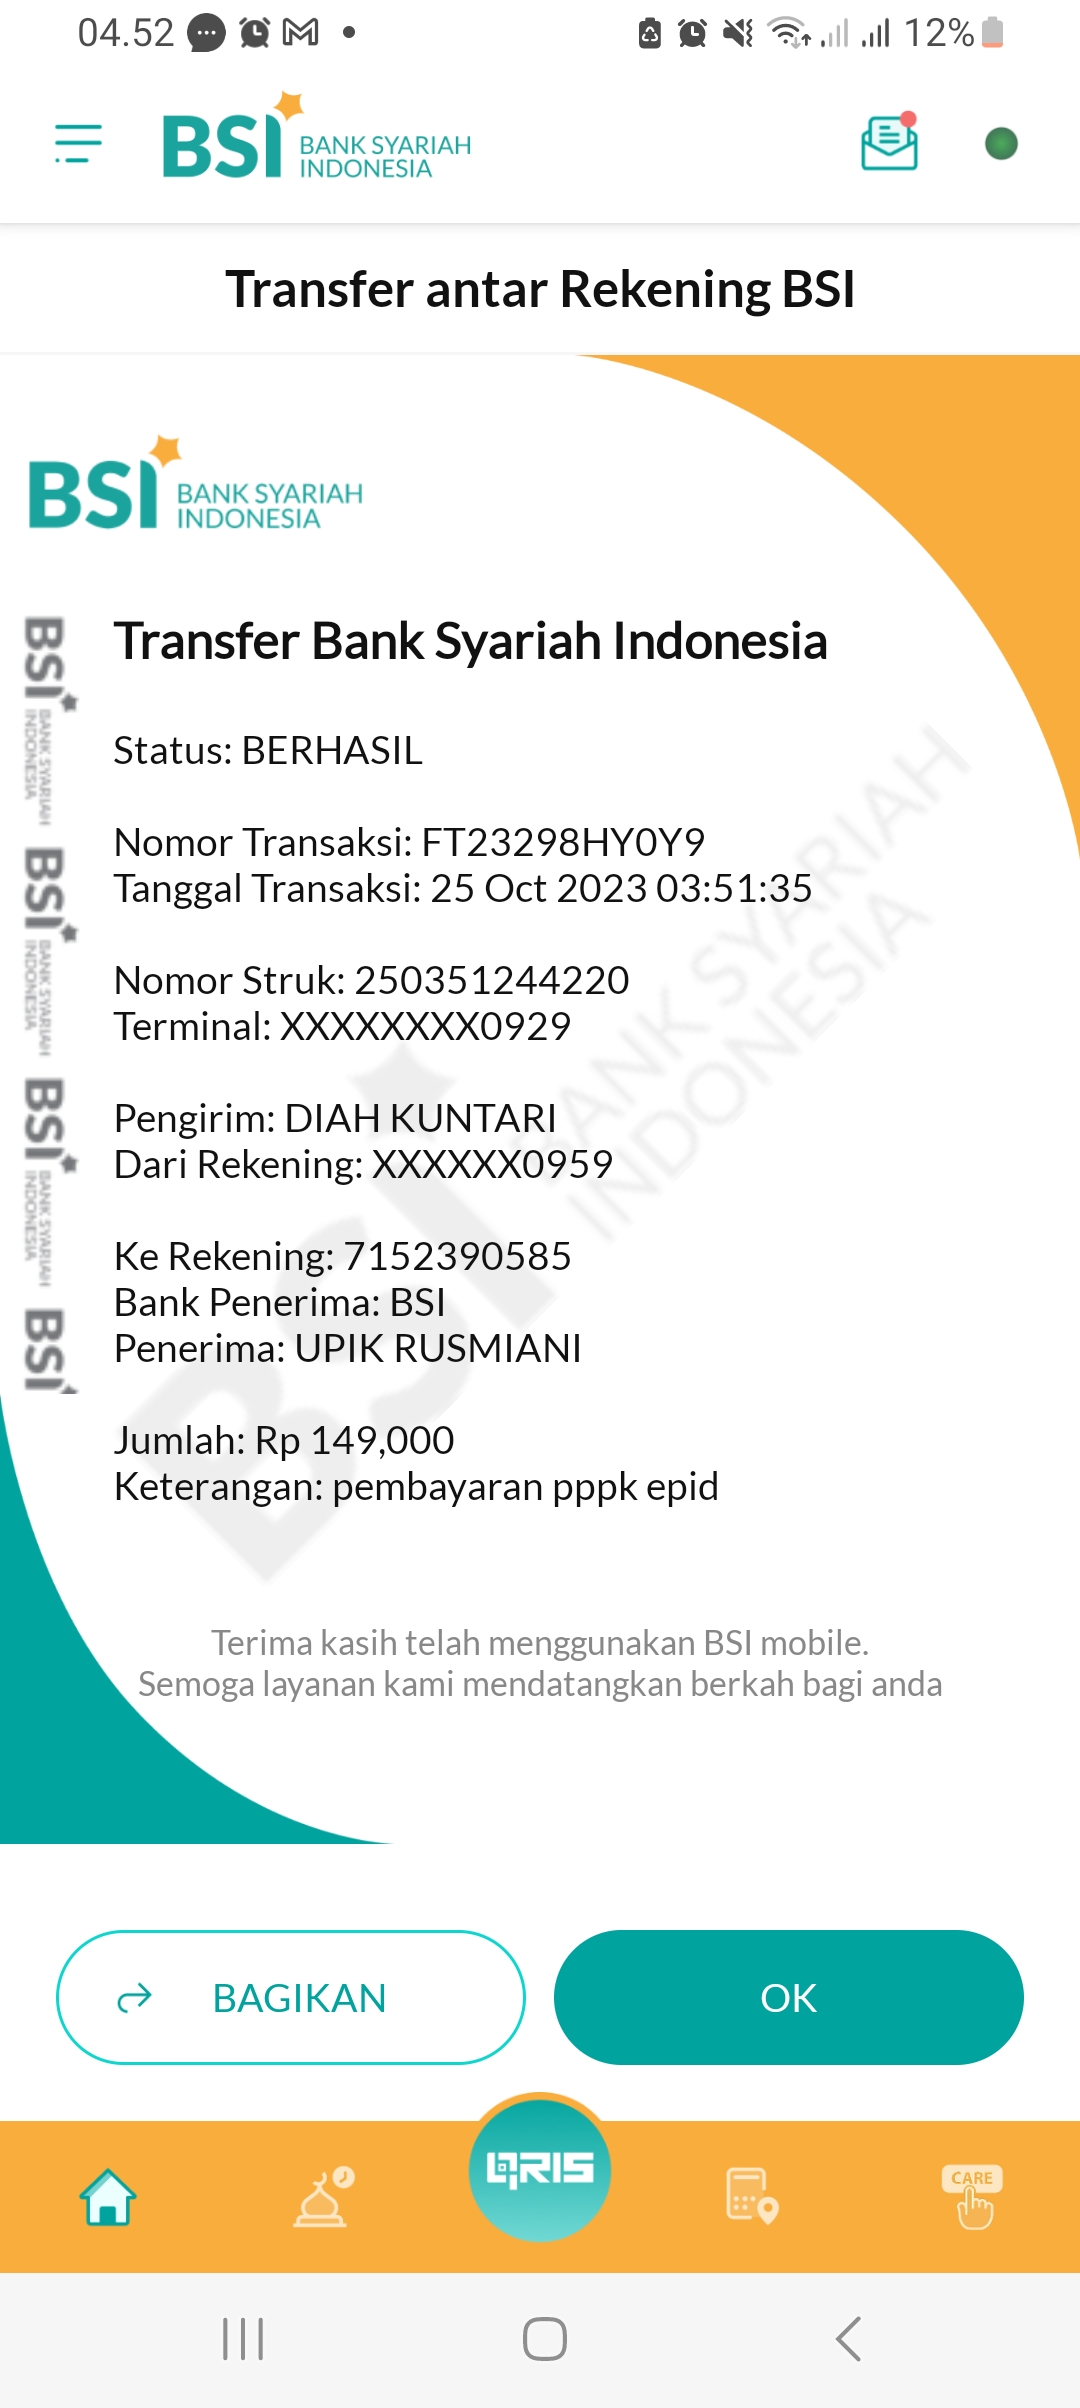 04.52
12%
BSI BANK SYARIAH
INDONESIA
Transfer antar Rekening BSI
BSI BANK SYARIAH
INDONESIA
Transfer Bank Syariah Indonesia
Status: BERHASIL
Nomor Transaksi: FT23298HY0Y9
Tanggal Transaksi: 25 Oct 2023 03:51:35
Nomor Struk: 250351244220
Terminal: XXXXXXXX0929
Pengirim: DIAH KUNTARI
Dari Rekening: XXXXXX0959
Ke Rekening: 7152390585
Bank Penerima: BSI
Penerima: UPIK RUSMIANI
Jumlah: Rp 149,000
Keterangan: pembayaran pppk epid
BSI BANK SYARIAH
INDONESIA
BSI BANK SYARIAH
INDONESIA
BSI BANK SYARIAH
INDONESIA
BSI
BSI BANK SYARIAH
INDONESIA
Terima kasih telah menggunakan BSI mobile.
Semoga layanan kami mendatangkan berkah bagi anda
BAGIKAN
OK
QRIS
CARE